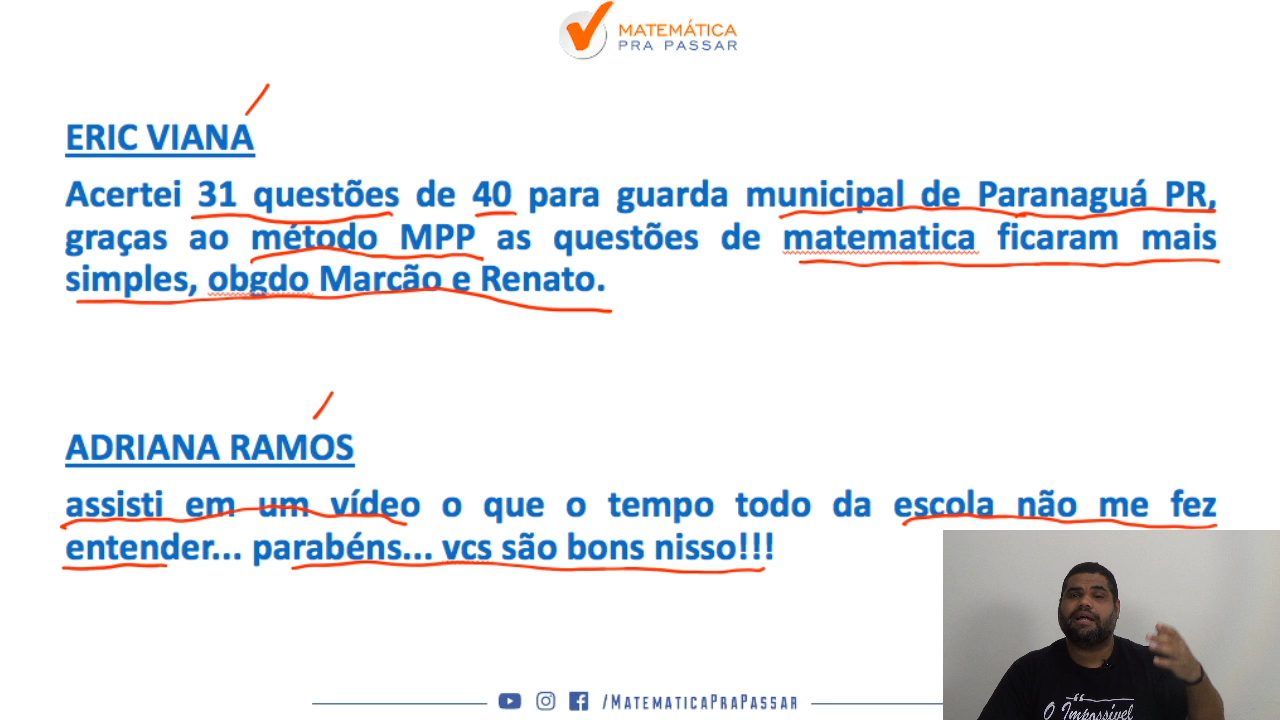 MATEMÁTICA
PRA PASSAR
ERIC VIANA
Acertei 31 questões de 40 para guarda municipal de Paranaguá PR,
graças ao método MPP as questões de matematica ficaram mais
simples, obgdo Marcão e Renato.
ADRIANA RAMOS
assisti em um vídeo o que o tempo todo da escola não me fez
entender... parabéns... vcs são bons nisso!!!
/MATEMATICAPRAPASSAR
O Impossível